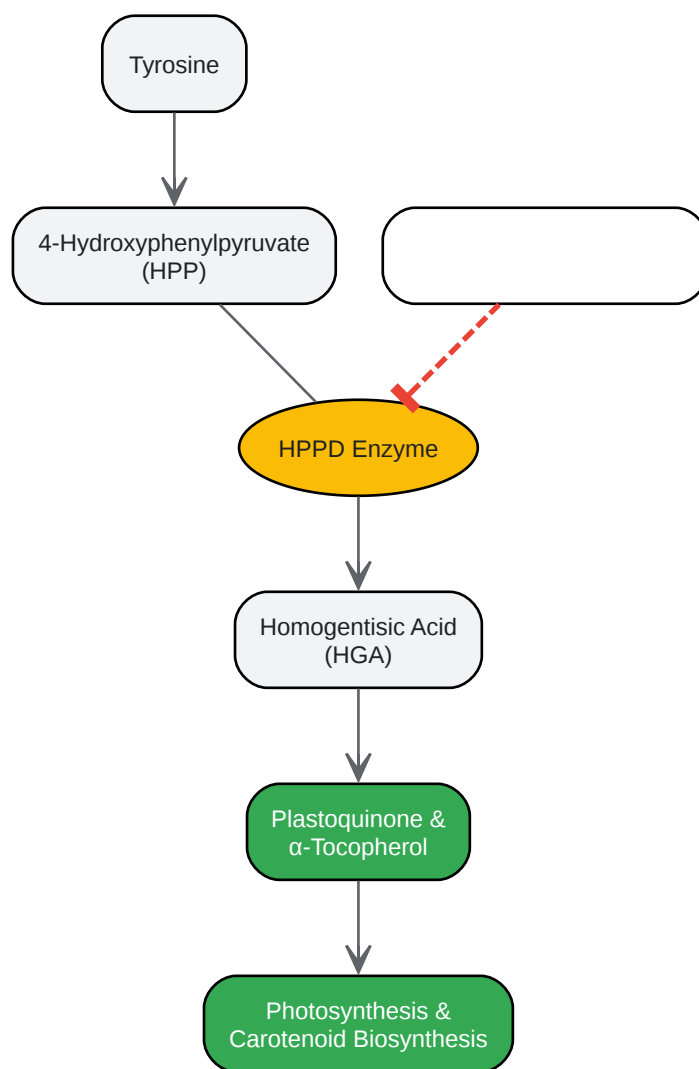 Tyrosine
4-Hydroxyphenylpyruvate
(HPP)
HPPD Enzyme
Homogentisic Acid
(HGA)
Plastoquinone &
α-Tocopherol
Photosynthesis &
Carotenoid Biosynthesis